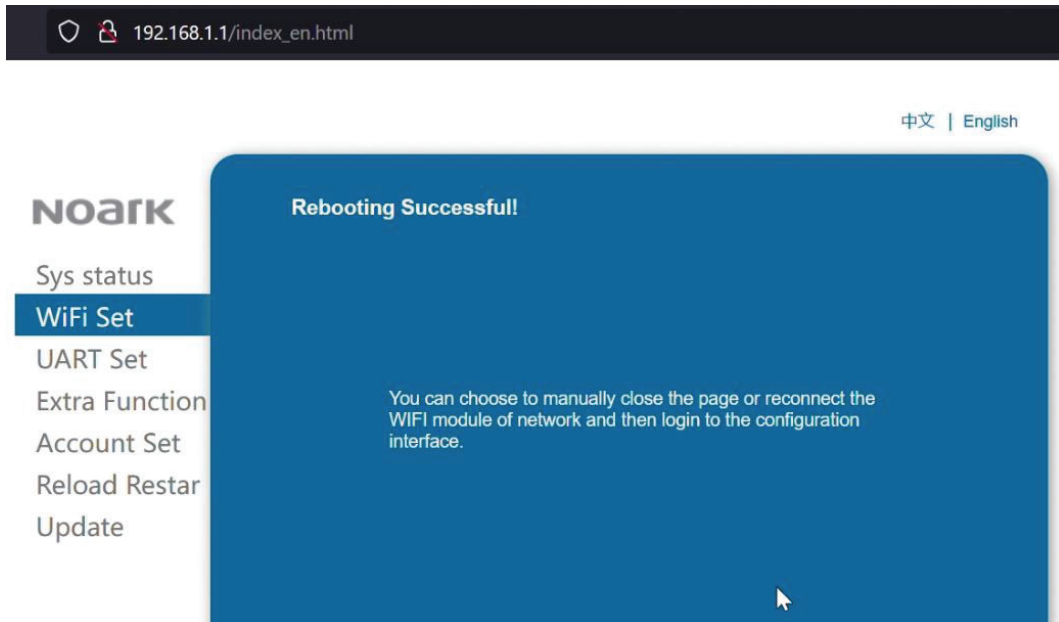 192.168.1.1/index_en.html
中文 | English
NOARK
Rebooting Successful!
Sys status
WiFi Set
UART Set
Extra Function
Account Set
Reload Restar
Update
You can choose to manually close the page or reconnect the
WIFI module of network and then login to the configuration
interface.